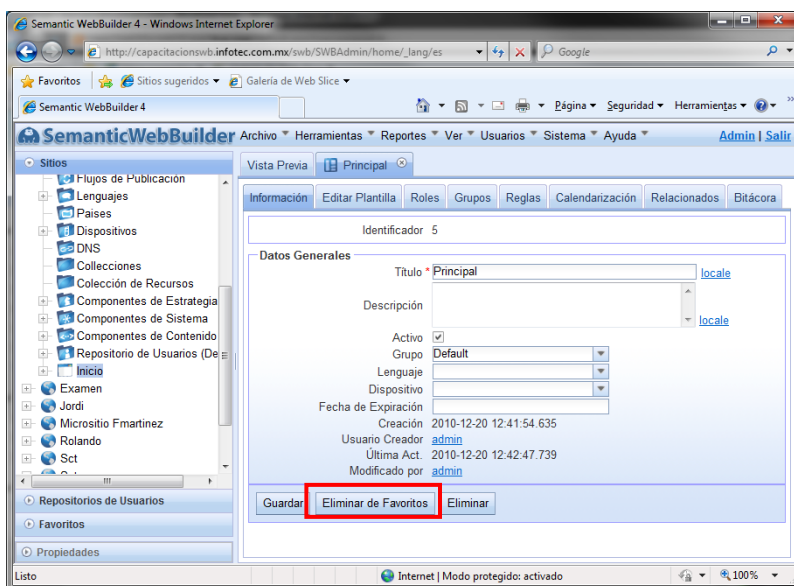 Semantic WebBuilder 4 - Windows Internet Explorer
http://capacitacionswb.infotec.com.mx/swb/SWBAdmin/home/_lang/es
Google
Favoritos Sitios sugeridos Galería de Web Slice
Semantic WebBuilder 4 Página Seguridad Herramientas »
SemanticWebBuilder Archivo Herramientas Reportes Ver Usuarios Sistema Ayuda Admin | Salir
Sitios
Vista Previa Principal
Flujos de Publicación
Lenguajes
Paises
Dispositivos
DNS
Collecciones
Colección de Recursos
Componentes de Estrategia
Componentes de Sistema
Componentes de Contenido
Repositorio de Usuarios (De
Inicio
Examen
Jordi
Micrositio Fmartinez
Rolando
Sct
Repositorios de Usuarios
Favoritos
Propiedades
Información Editar Plantilla Roles Grupos Reglas Calendarización Relacionados Bitácora
Identificador 5
Datos Generales
Título * Principal locale
Descripción locale
Activo
Grupo Default
Lenguaje
Dispositivo
Fecha de Expiración
Creación 2010-12-20 12:41:54.635
Usuario Creador admin
Última Act. 2010-12-20 12:42:47.739
Modificado por admin
Guardar Eliminar de Favoritos Eliminar
Listo Internet | Modo protegido: activado 100%